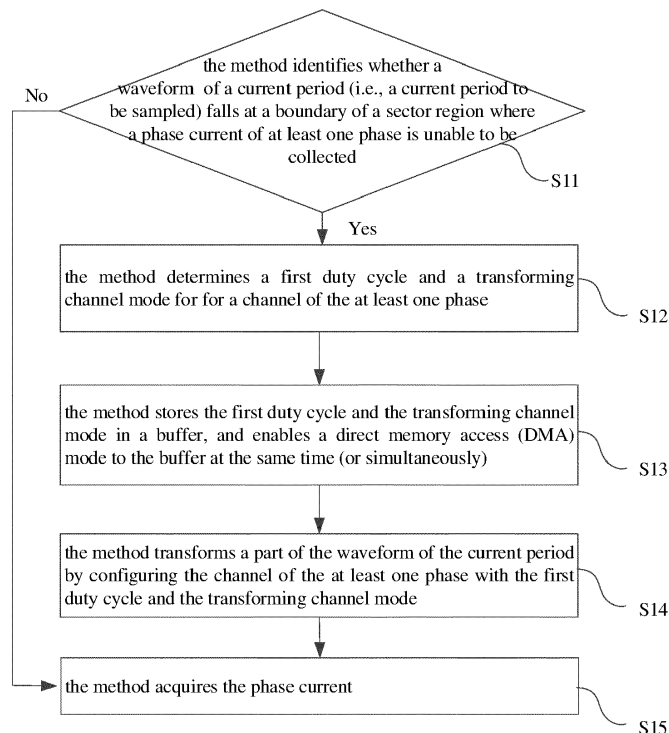 the method identifies whether a
waveform of a current period (i.e., a current period to
be sampled) falls at a boundary of a sector region where
a phase current of at least one phase is unable to be
collected
No
S11
Yes
the method determines a first duty cycle and a transforming
channel mode for for a channel of the at least one phase
S12
the method stores the first duty cycle and the transforming channel
mode in a buffer, and enables a direct memory access (DMA)
mode to the buffer at the same time (or simultaneously)
S13
the method transforms a part of the waveform of the current period
by configuring the channel of the at least one phase with the first
duty cycle and the transforming channel mode
S14
the method acquires the phase current
S15